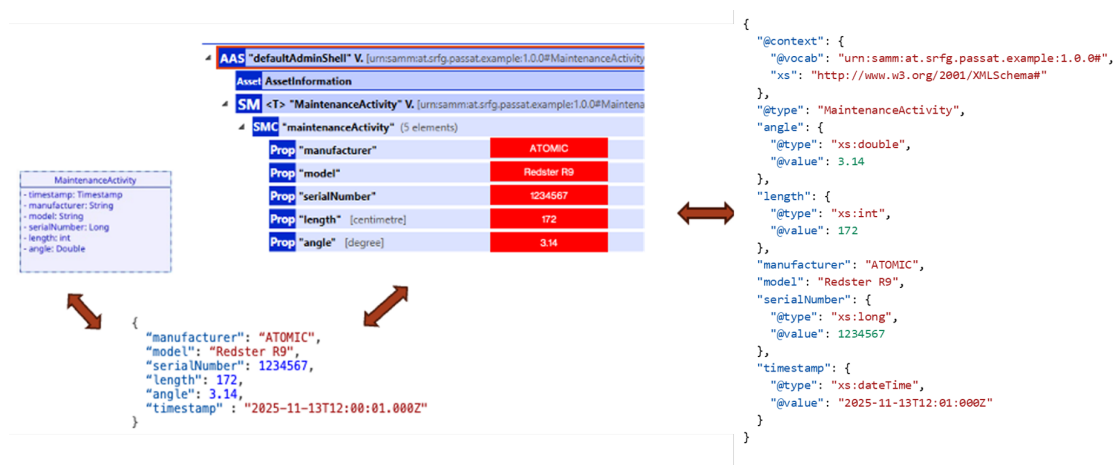 AAS "defaultAdminShell" V. [urn:samm:at.srfg.passat.example:1.0.0#MaintenanceActivity
Asset AssetInformation
SM <T> "MaintenanceActivity" V. [urn:samm:at.srfg.passat.example:1.0.0#Maintena
SMC "maintenanceActivity" (5 elements)
Prop "manufacturer" ATOMIC
Prop "model" Redster R9
Prop "serialNumber" 1234567
Prop "length" [centimetre] 172
Prop "angle" [degree] 3.14
MaintenanceActivity
- timestamp: Timestamp
- manufacturer: String
- model: String
- serialNumber: Long
- length: int
- angle: Double
{
"manufacturer": "ATOMIC",
"model": "Redster R9",
"serialNumber": 1234567,
"length": 172,
"angle": 3.14,
"timestamp" : "2025-11-13T12:00:01.000Z"
}
{
"@context": {
"@vocab": "urn:samm:at.srfg.passat.example:1.0.0#",
"xs": "http://www.w3.org/2001/XMLSchema#"
},
"@type": "MaintenanceActivity",
"angle": {
"@type": "xs:double",
"@value": 3.14
},
"length": {
"@type": "xs:int",
"@value": 172
},
"manufacturer": "ATOMIC",
"model": "Redster R9",
"serialNumber": {
"@type": "xs:long",
"@value": 1234567
},
"timestamp": {
"@type": "xs:dateTime",
"@value": "2025-11-13T12:01:000Z"
}
}